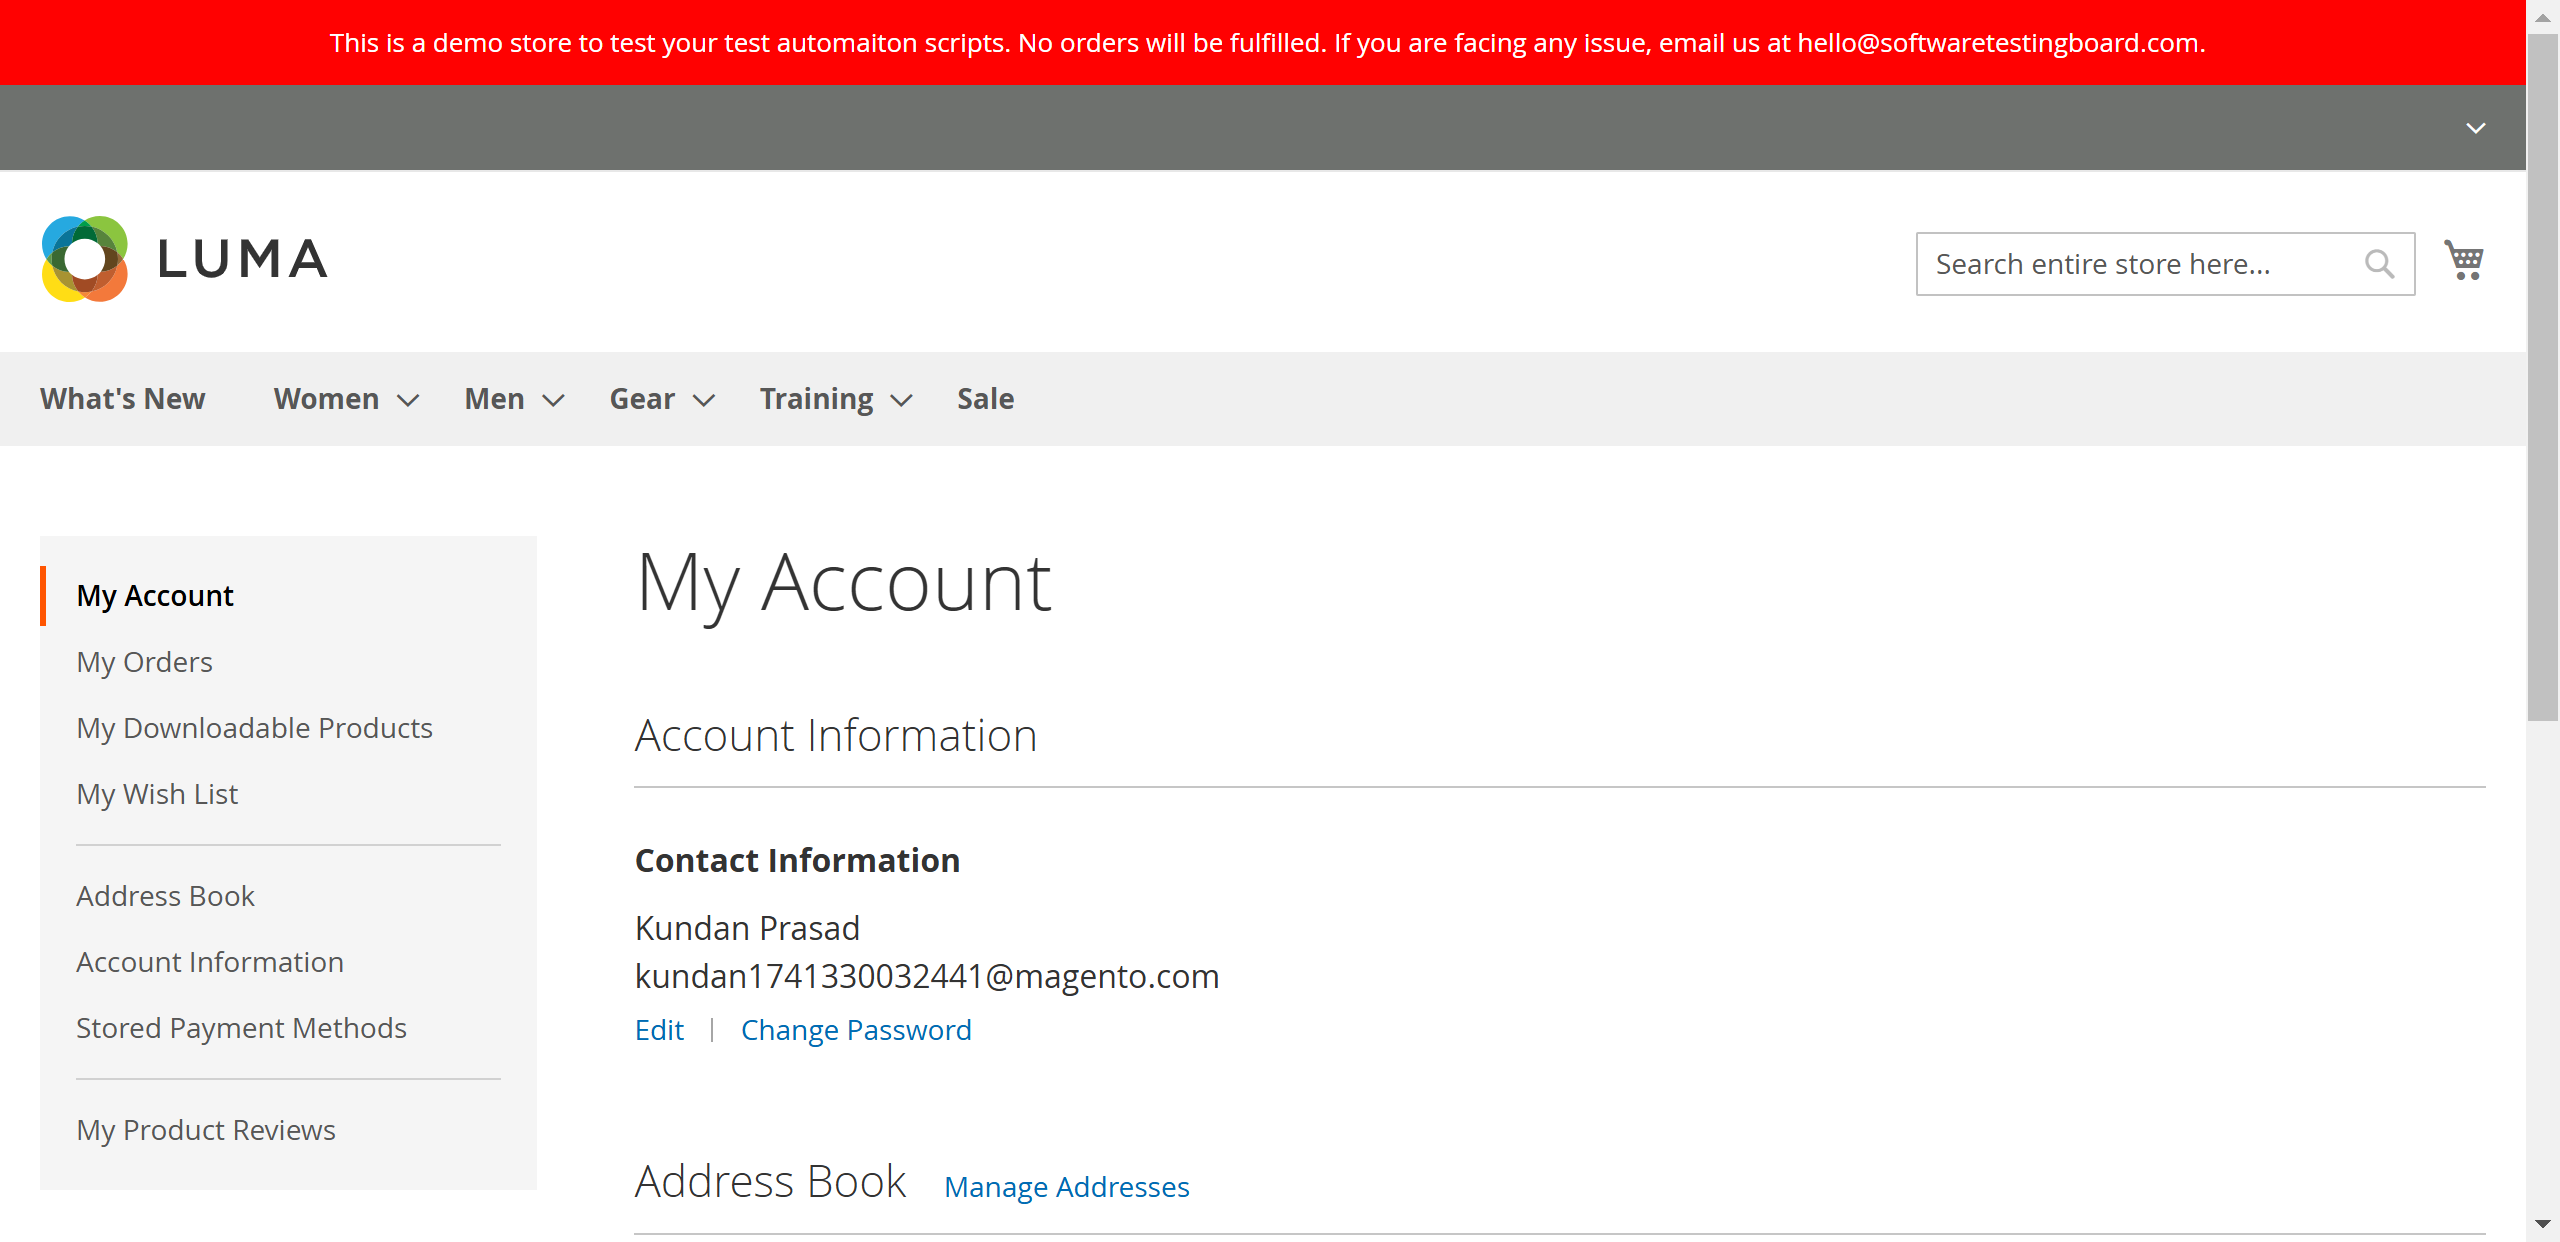 This is a demo store to test your test automaiton scripts. No orders will be fulfilled. If you are facing any issue, email us at hello@softwaretestingboard.com.
LUMA
Search entire store here...
What's New Women Men Gear Training Sale
My Account
My Orders
My Downloadable Products
My Wish List
Address Book
Account Information
Stored Payment Methods
My Product Reviews
My Account
Account Information
Contact Information
Kundan Prasad
kundan1741330032441@magento.com
Edit | Change Password
Address Book Manage Addresses